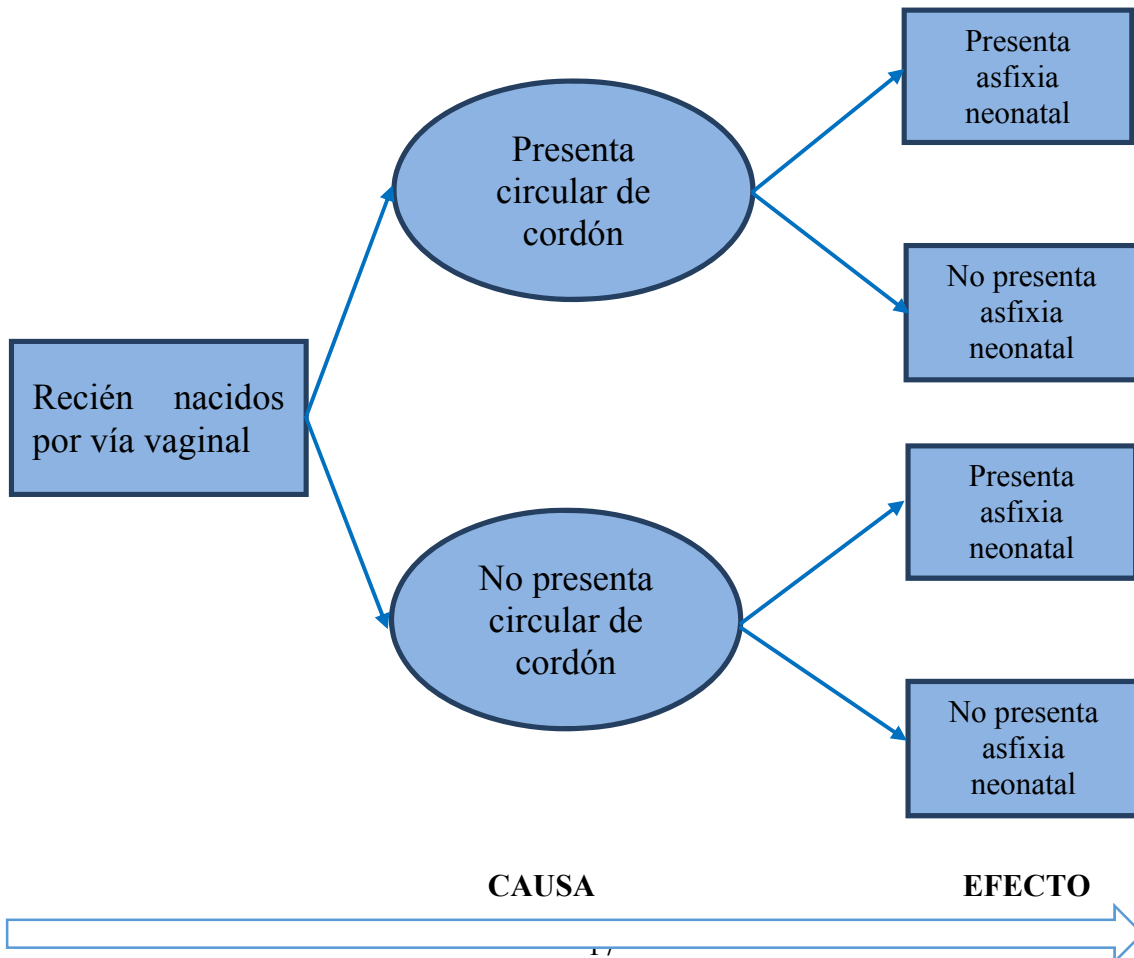 Presenta
asfixia
neonatal
Presenta
circular de
cordón
No presenta
asfixia
neonatal
Recién nacidos
por vía vaginal
Presenta
asfixia
neonatal
No presenta
circular de
cordón
No presenta
asfixia
neonatal
CAUSA EFECTO